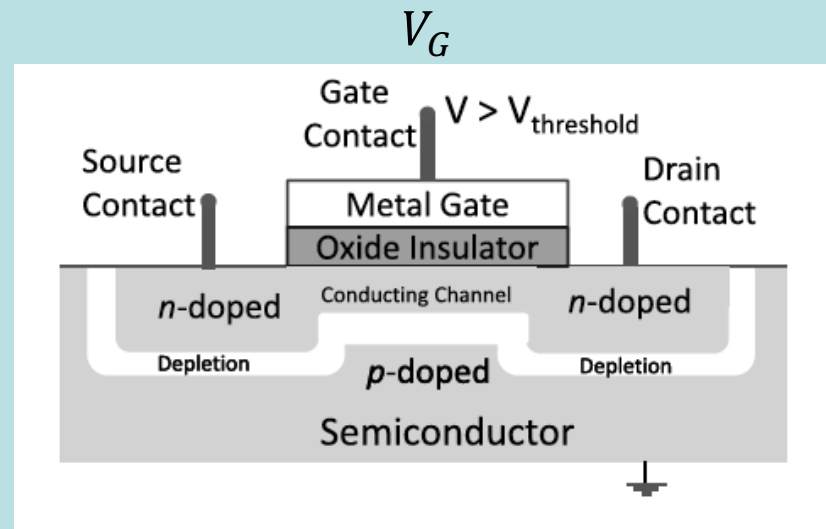 V_G
Gate
Contact
V > V_threshold
Source
Contact
Drain
Contact
Metal Gate
Oxide Insulator
n-doped
Conducting Channel
n-doped
Depletion
p-doped
Depletion
Semiconductor